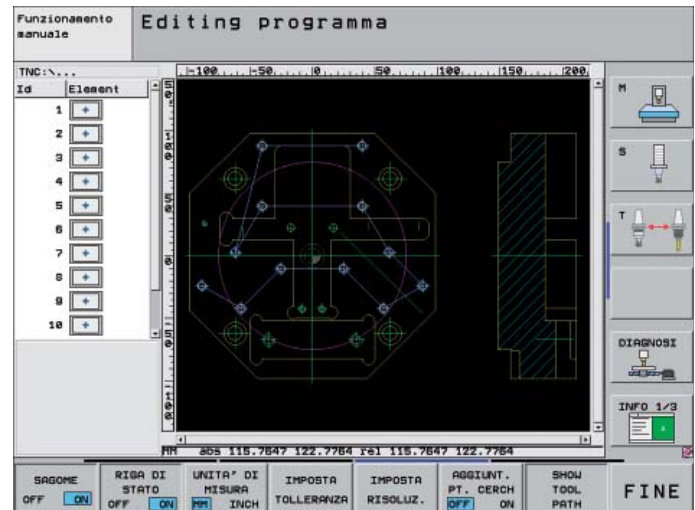 Funzionamento manuale
Editing programma
TNC:\...
Id Element
1
2
3
4
5
6
7
8
9
10
-100 -50 0 50 100 150 200
MM abs 115.7647 122.7764 rel 115.7647 122.7764
M
S
T
DIAGNOSI
INFO 1/3
SAGOME
OFF ON
RIGA DI
STATO
OFF ON
UNITA' DI
MISURA
MM INCH
IMPOSTA
TOLLERANZA
IMPOSTA
RISOLUZ.
AGGIUNT.
PT. CERCH
OFF ON
SHOW
TOOL
PATH
FINE